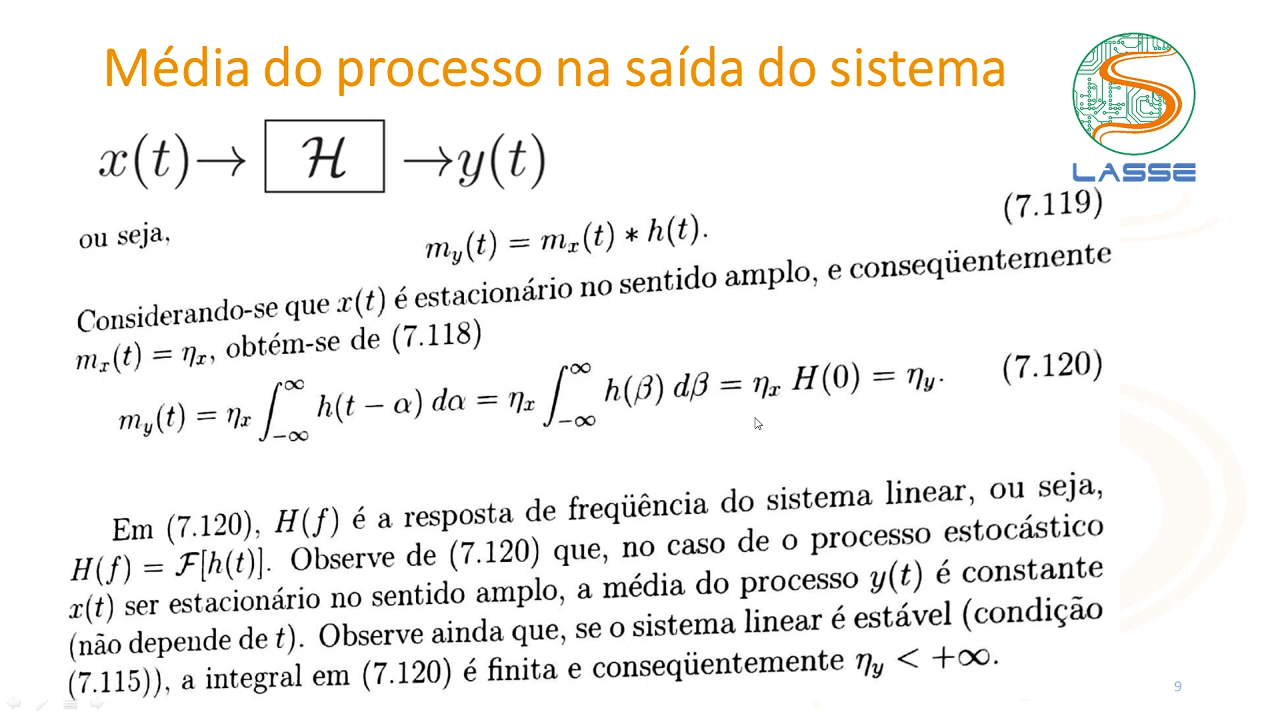 Média do processo na saída do sistema
LASSE
x(t)→ H →y(t)
ou seja,
m_y(t) = m_x(t) * h(t). (7.119)
Considerando-se que x(t) é estacionário no sentido amplo, e conseqüentemente
m_x(t) = η_x, obtém-se de (7.118)
m_y(t) = η_x ∫_{-∞}^{∞} h(t − α) dα = η_x ∫_{-∞}^{∞} h(β) dβ = η_x H(0) = η_y. (7.120)
Em (7.120), H(f) é a resposta de freqüência do sistema linear, ou seja,
H(f) = F[h(t)]. Observe de (7.120) que, no caso de o processo estocástico
x(t) ser estacionário no sentido amplo, a média do processo y(t) é constante
(não depende de t). Observe ainda que, se o sistema linear é estável (condição
(7.115)), a integral em (7.120) é finita e conseqüentemente η_y < +∞.
9